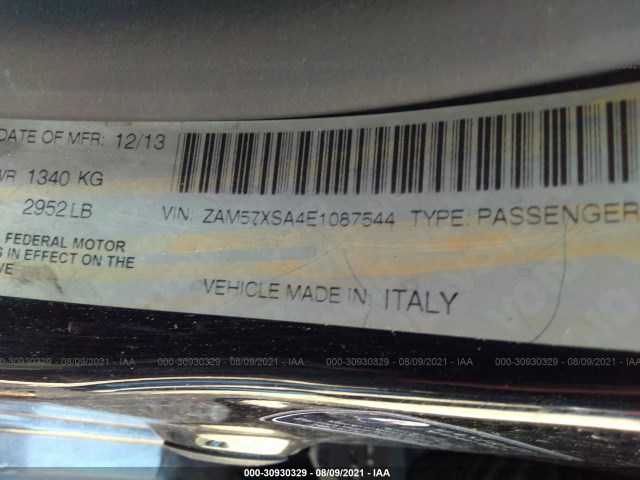 000-30930329 - 08/09/2021 - IAA
000-30930329 - 08/09/2021 - IAA
DATE OF MFR: 12/13
WR 1340 KG
2952 LB
VIN: ZAM57XSA4E1087544 TYPE: PASSENGER
FEDERAL MOTOR
IN EFFECT ON THE
VEHICLE MADE IN: ITALY
000-30930329 - 08/09/2021 - IAA
000-30930329 - 08/09/2021 - IAA
000-30930329 - 08/09/2021 - IAA